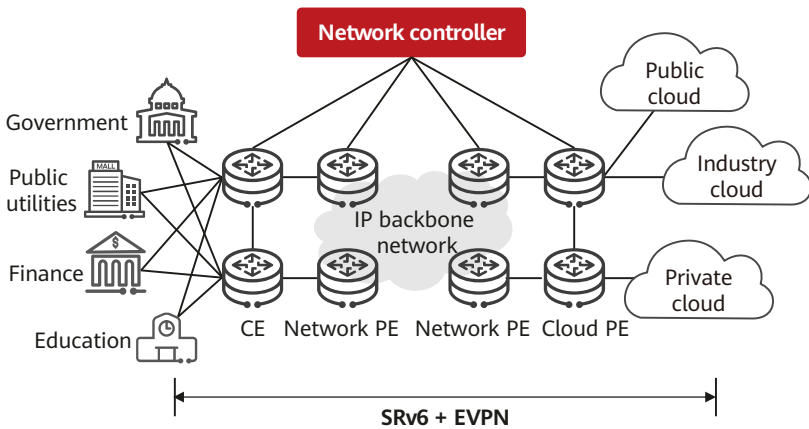 Network controller
Public
cloud
Government
MALL
Public
utilities
Industry
cloud
IP backbone
network
$
Finance
Private
cloud
Education
CE
Network PE
Network PE
Cloud PE
SRv6 + EVPN